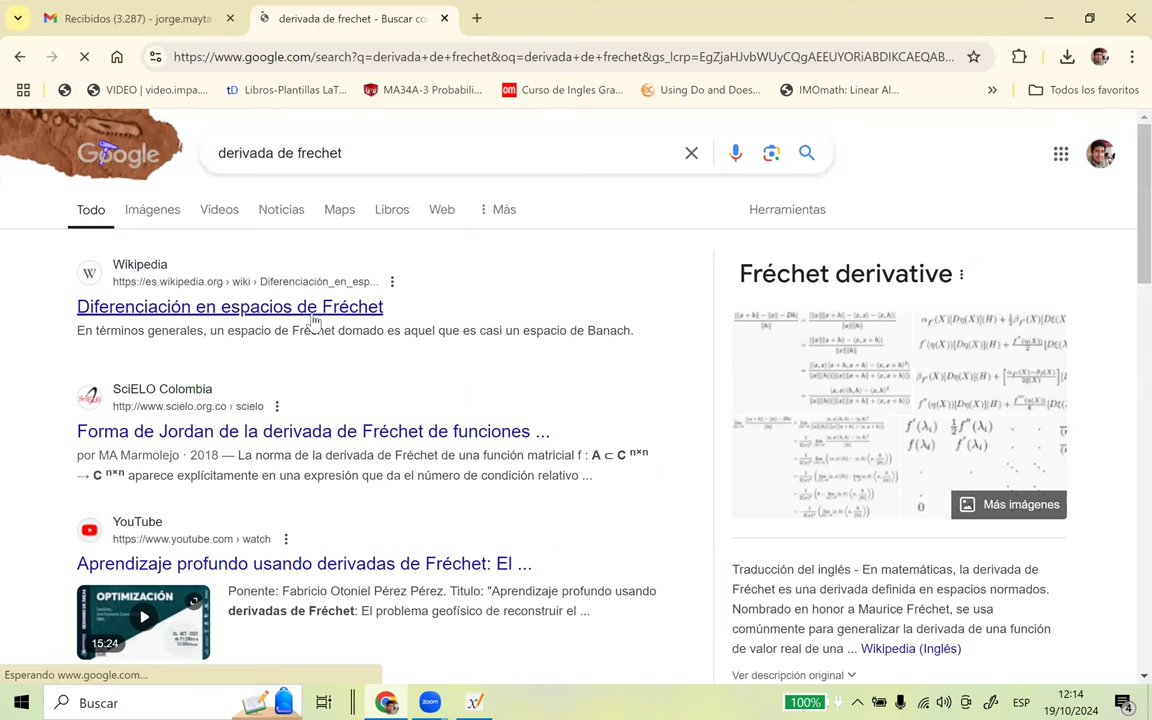 Recibidos (3.287) - jorge.mayta
derivada de frechet - Buscar co
https://www.google.com/search?q=derivada+de+frechet&oq=derivada+de+frechet&gs_lcrp=EgZjaHJvbWUyCQgAEEUYORiABDIKCAEQAB...
VIDEO | video.impa....
tD Libros-Plantillas LaT...
MA34A-3 Probabili...
om Curso de Ingles Gra...
Using Do and Does...
IMOmath: Linear Al...
Todos los favoritos
Google
derivada de frechet
Todo Imágenes Videos Noticias Maps Libros Web Más Herramientas
W
Wikipedia
https://es.wikipedia.org › wiki › Diferenciación_en_esp...
Diferenciación en espacios de Fréchet
En términos generales, un espacio de Fréchet domado es aquel que es casi un espacio de Banach.
SciELO Colombia
http://www.scielo.org.co › scielo
Forma de Jordan de la derivada de Fréchet de funciones ...
por MA Marmolejo · 2018 — La norma de la derivada de Fréchet de una función matricial f : A ⊂ C ⁿˣⁿ
→ C ⁿˣⁿ aparece explícitamente en una expresión que da el número de condición relativo ...
YouTube
https://www.youtube.com › watch
Aprendizaje profundo usando derivadas de Fréchet: El ...
OPTIMIZACIÓN
15:24
Ponente: Fabricio Otoniel Pérez Pérez. Titulo: "Aprendizaje profundo usando
derivadas de Fréchet: El problema geofísico de reconstruir el ...
Fréchet derivative
Más imágenes
Traducción del inglés - En matemáticas, la derivada de
Fréchet es una derivada definida en espacios normados.
Nombrado en honor a Maurice Fréchet, se usa
comúnmente para generalizar la derivada de una función
de valor real de una ... Wikipedia (Inglés)
Ver descripción original
Esperando www.google.com...
Buscar
zoom
100%
ESP
12:14
19/10/2024
4